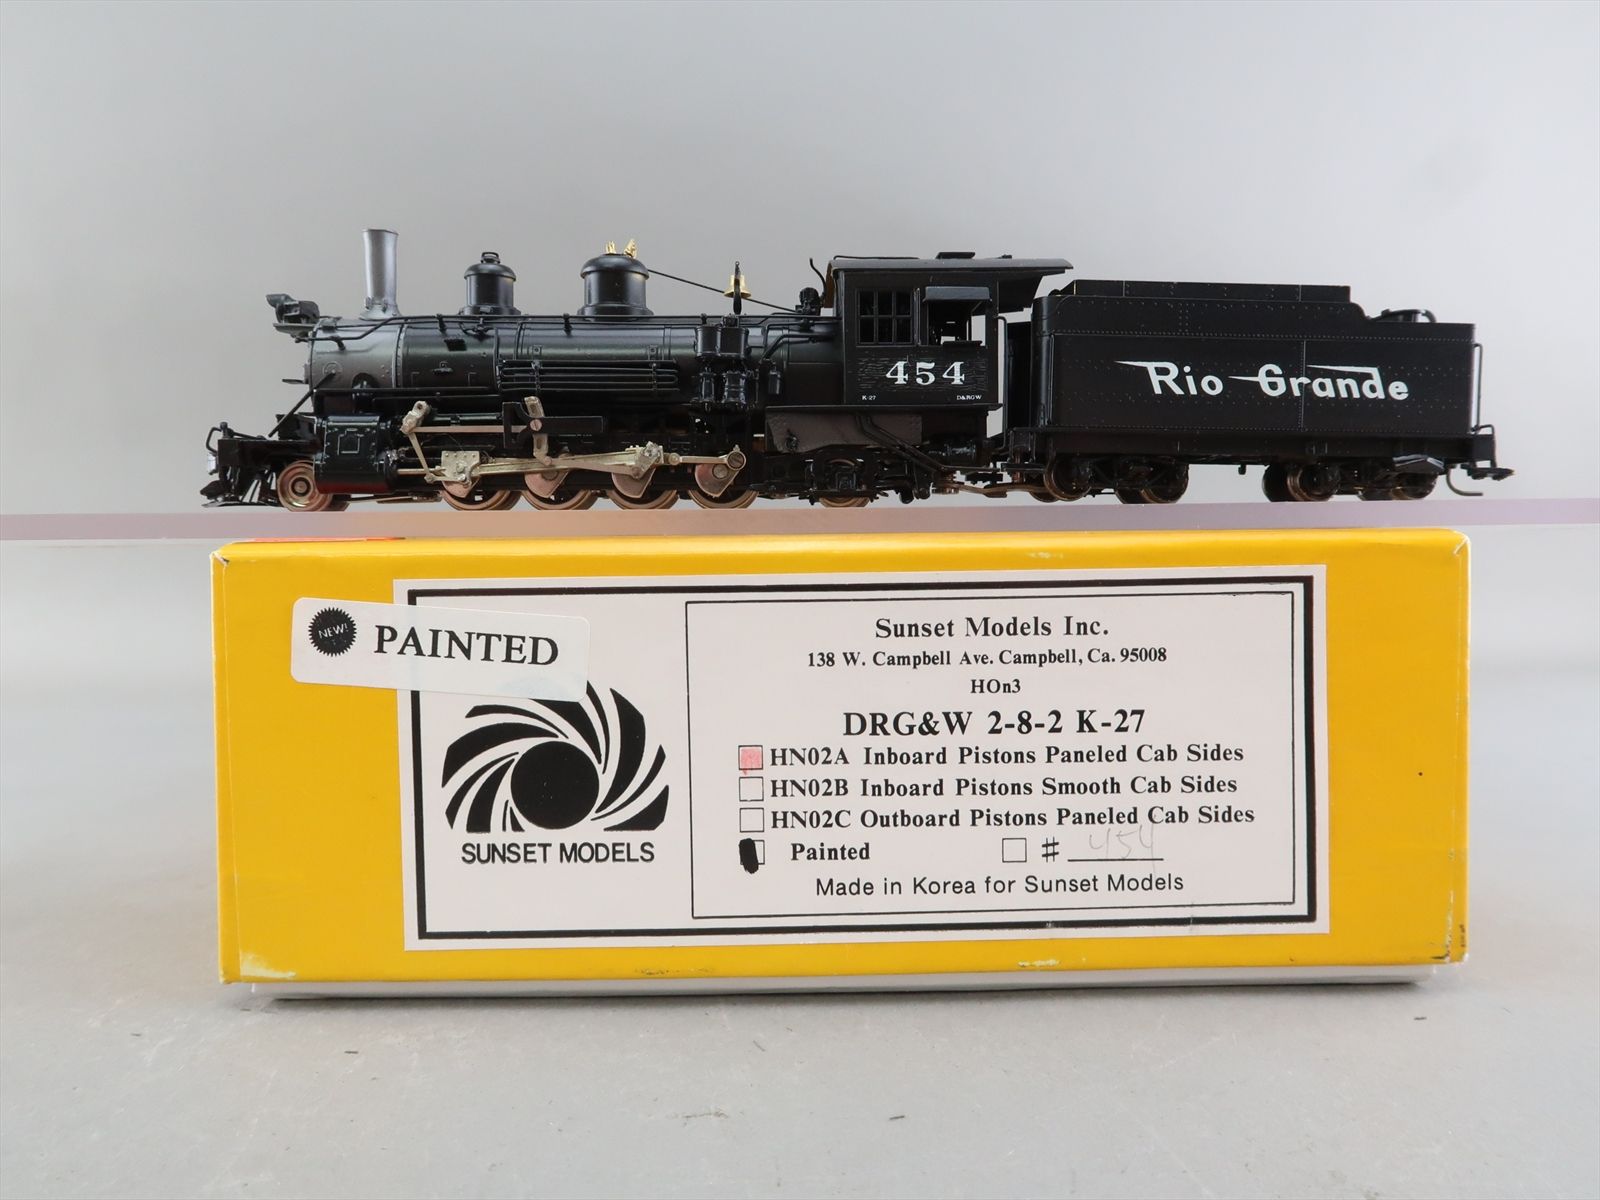 454
K-27 D&RGW
Rio Grande
NEW!
PAINTED
SUNSET MODELS
Sunset Models Inc.
138 W. Campbell Ave. Campbell, Ca. 95008
HOn3
DRG&W 2-8-2 K-27
HN02A Inboard Pistons Paneled Cab Sides
HN02B Inboard Pistons Smooth Cab Sides
HN02C Outboard Pistons Paneled Cab Sides
Painted # 454
Made in Korea for Sunset Models